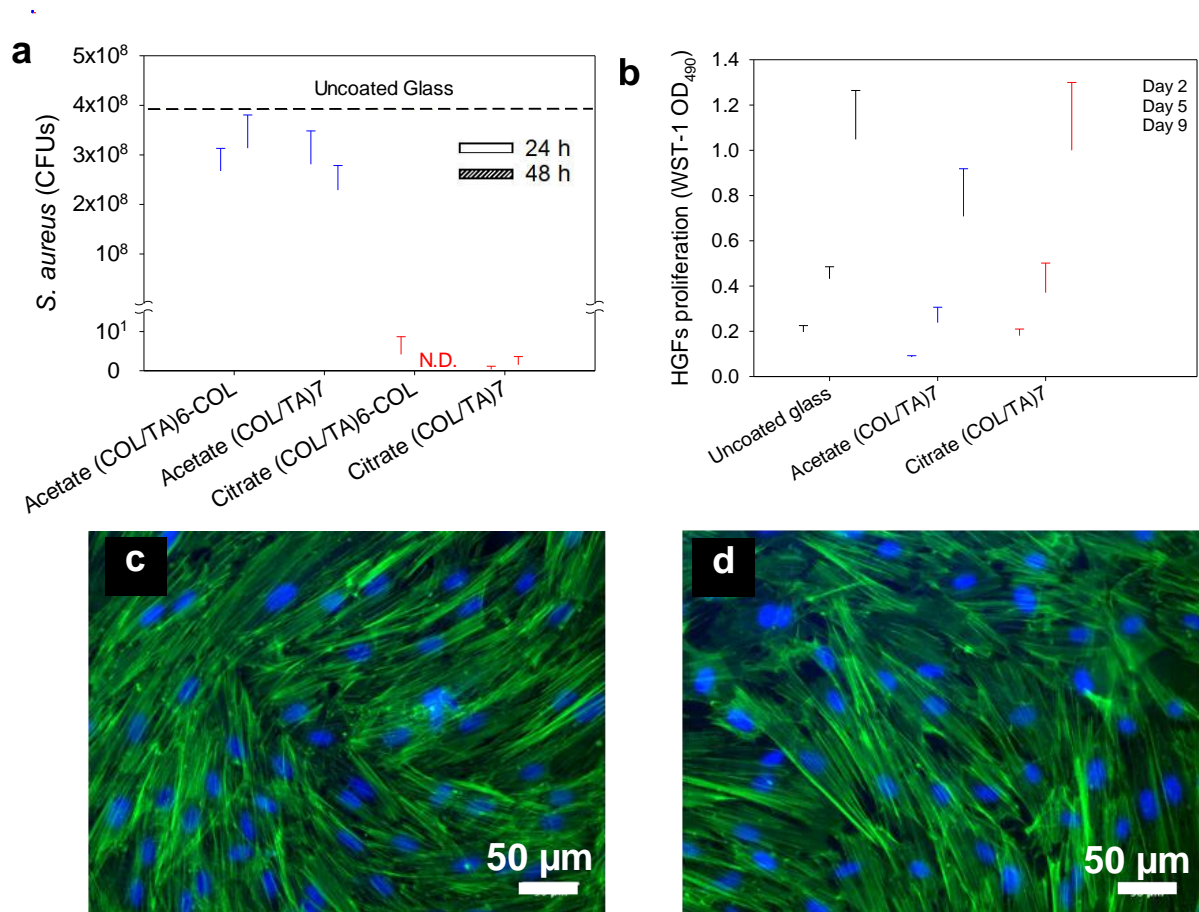 a
5x10⁸
4x10⁸
3x10⁸
2x10⁸
10⁸
10¹
0
S. aureus (CFUs)
Uncoated Glass
24 h
48 h
N.D.
Acetate (COL/TA)6-COL
Acetate (COL/TA)7
Citrate (COL/TA)6-COL
Citrate (COL/TA)7
b
1.4
1.2
1.0
0.8
0.6
0.4
0.2
0.0
HGFs proliferation (WST-1 OD₄₉₀)
Day 2
Day 5
Day 9
Uncoated glass
Acetate (COL/TA)7
Citrate (COL/TA)7
c
50 µm
d
50 µm